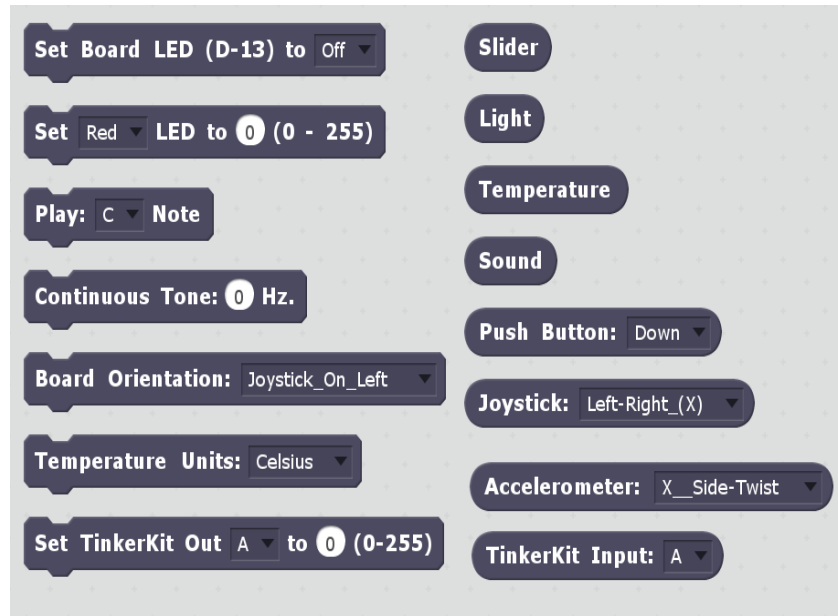 Set Board LED (D-13) to Off
Set Red LED to 0 (0 - 255)
Play: C Note
Continuous Tone: 0 Hz.
Board Orientation: Joystick_On_Left
Temperature Units: Celsius
Set TinkerKit Out A to 0 (0-255)
Slider
Light
Temperature
Sound
Push Button: Down
Joystick: Left-Right_(X)
Accelerometer: X__Side-Twist
TinkerKit Input: A